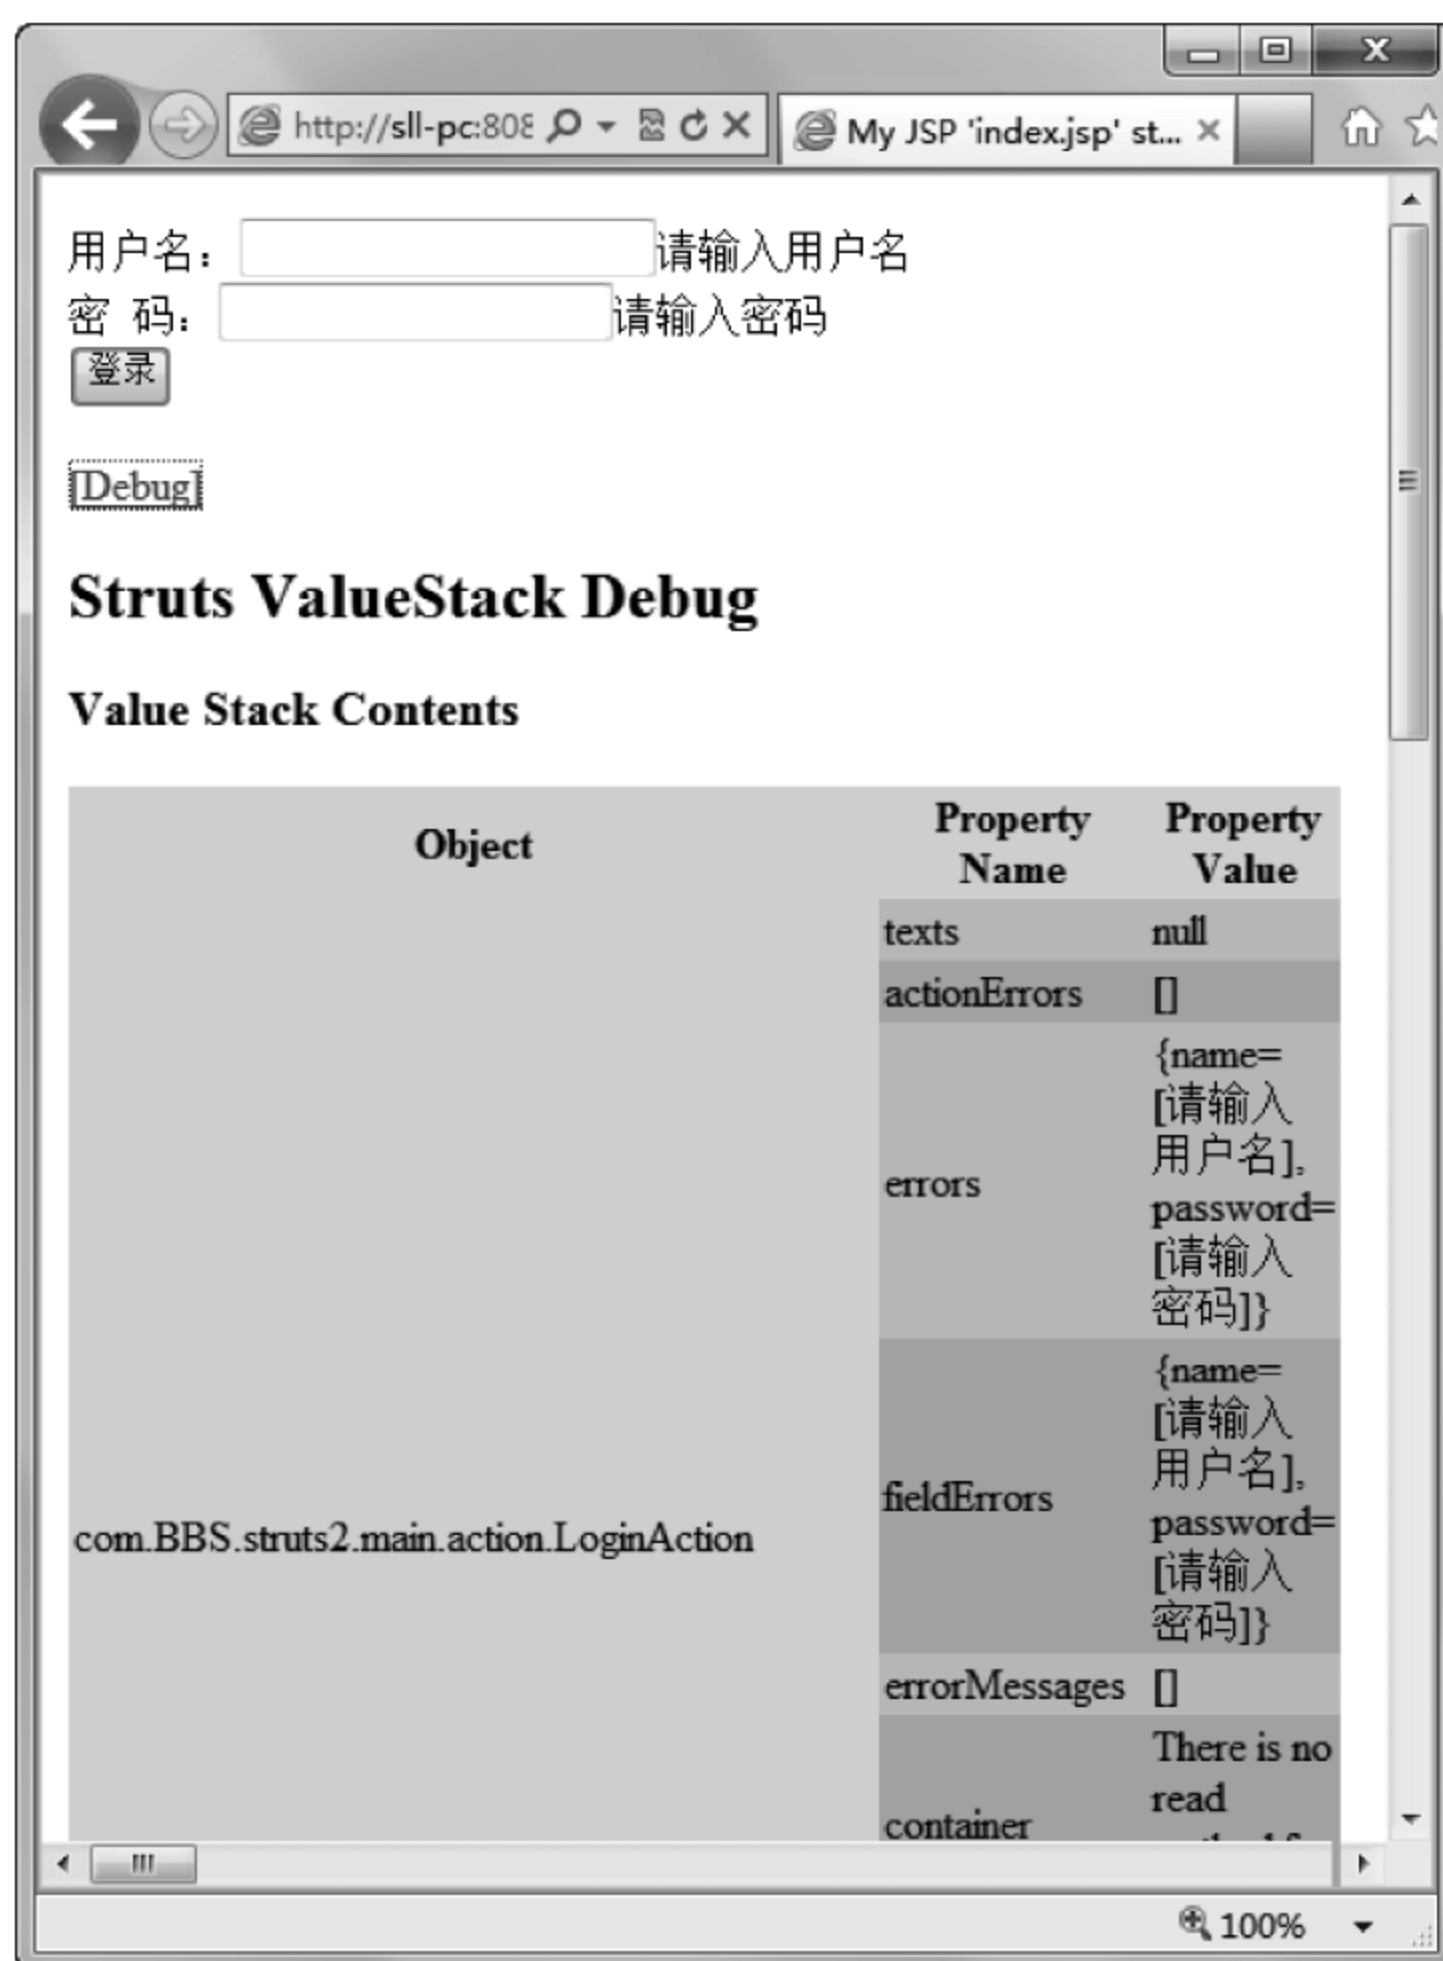 http://sll-pc:808
My JSP 'index.jsp' st...
用户名：请输入用户名
密 码：请输入密码
登录
[Debug]
Struts ValueStack Debug
Value Stack Contents
Object
Property Name
Property Value
texts null
actionErrors []
errors
{name=
[请输入
用户名],
password=
[请输入
密码]}
com.BBS.struts2.main.action.LoginAction
fieldErrors
{name=
[请输入
用户名],
password=
[请输入
密码]}
errorMessages []
container
There is no
read
100%